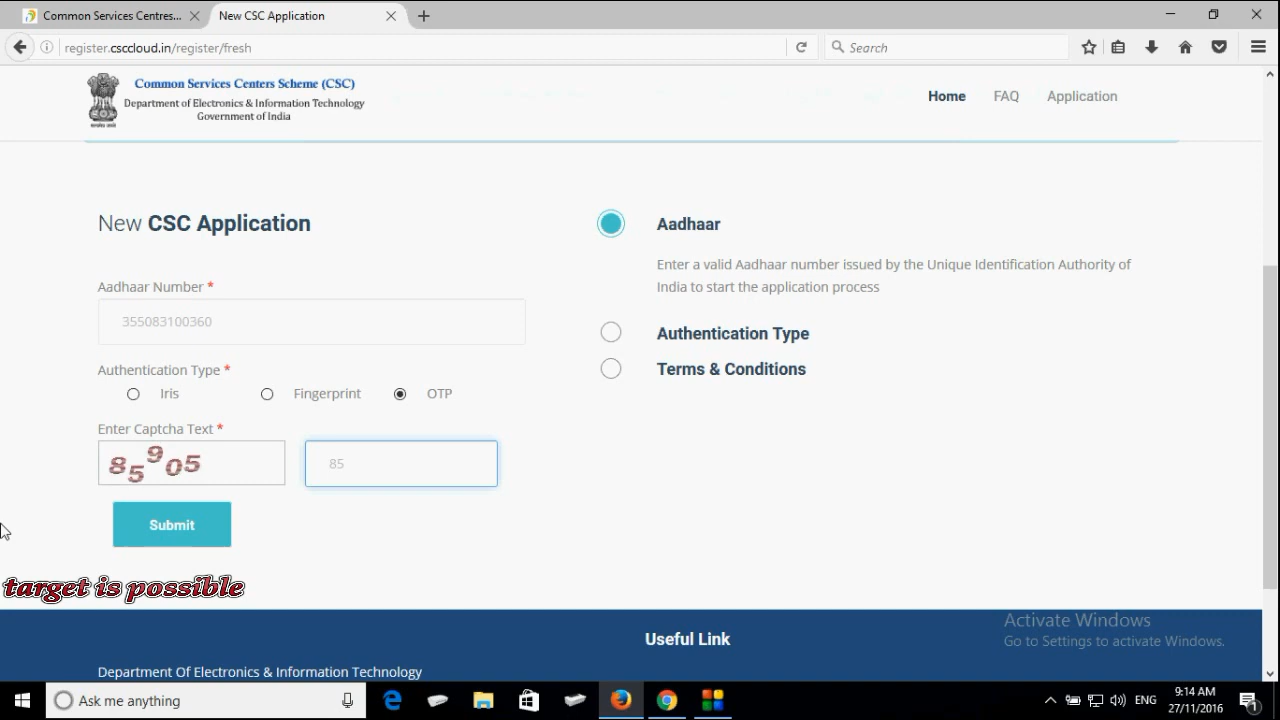 Common Services Centres...
New CSC Application
register.csccloud.in/register/fresh
Search
Common Services Centers Scheme (CSC)
Department of Electronics & Information Technology
Government of India
Home
FAQ
Application
New CSC Application
Aadhaar Number *
355083100360
Authentication Type *
Iris
Fingerprint
OTP
Enter Captcha Text *
85905
85
Submit
Aadhaar
Enter a valid Aadhaar number issued by the Unique Identification Authority of
India to start the application process
Authentication Type
Terms & Conditions
target is possible
Useful Link
Activate Windows
Go to Settings to activate Windows.
Department Of Electronics & Information Technology
Ask me anything
ENG
9:14 AM
27/11/2016
1